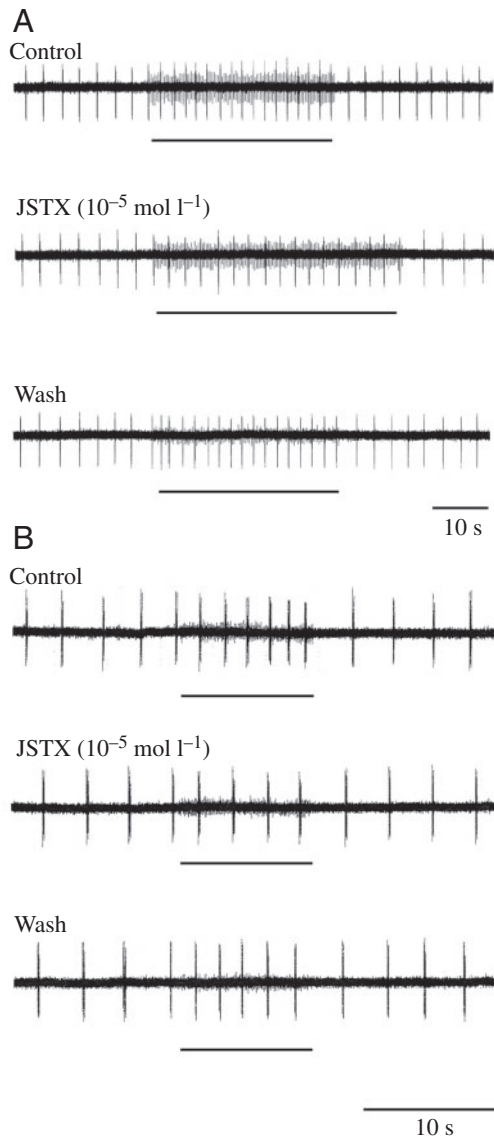 A
Control
JSTX (10⁻⁵ mol l⁻¹)
Wash
10 s
B
Control
JSTX (10⁻⁵ mol l⁻¹)
Wash
10 s